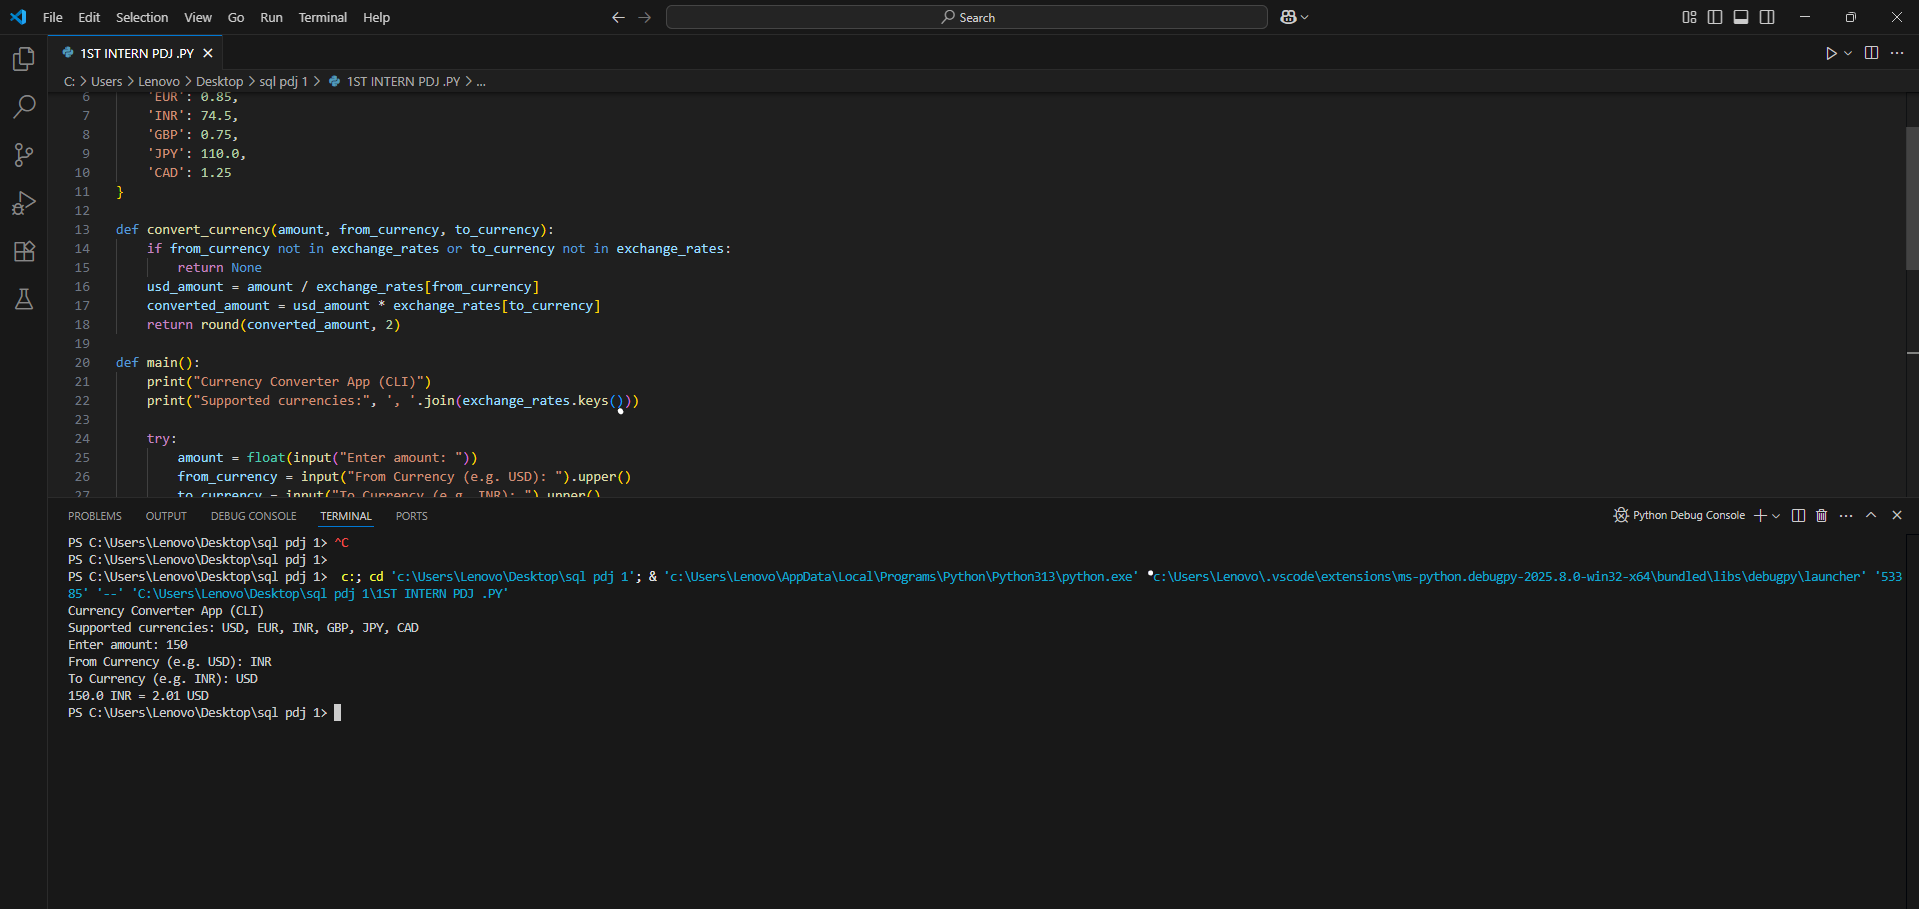 File Edit Selection View Go Run Terminal Help
Search
1ST INTERN PDJ .PY
C: > Users > Lenovo > Desktop > sql pdj 1 > 1ST INTERN PDJ .PY > ...
6 'EUR': 0.85,
7 'INR': 74.5,
8 'GBP': 0.75,
9 'JPY': 110.0,
10 'CAD': 1.25
11 }
12
13 def convert_currency(amount, from_currency, to_currency):
14 if from_currency not in exchange_rates or to_currency not in exchange_rates:
15 return None
16 usd_amount = amount / exchange_rates[from_currency]
17 converted_amount = usd_amount * exchange_rates[to_currency]
18 return round(converted_amount, 2)
19
20 def main():
21 print("Currency Converter App (CLI)")
22 print("Supported currencies:", ', '.join(exchange_rates.keys()))
23
24 try:
25 amount = float(input("Enter amount: "))
26 from_currency = input("From Currency (e.g. USD): ").upper()
27 to_currency = input("To Currency (e.g. INR): ").upper()
PROBLEMS OUTPUT DEBUG CONSOLE TERMINAL PORTS
Python Debug Console
PS C:\Users\Lenovo\Desktop\sql pdj 1> ^C
PS C:\Users\Lenovo\Desktop\sql pdj 1>
PS C:\Users\Lenovo\Desktop\sql pdj 1> c:; cd 'c:\Users\Lenovo\Desktop\sql pdj 1'; & 'c:\Users\Lenovo\AppData\Local\Programs\Python\Python313\python.exe' 'c:\Users\Lenovo\.vscode\extensions\ms-python.debugpy-2025.8.0-win32-x64\bundled\libs\debugpy\launcher' '533
85' '--' 'C:\Users\Lenovo\Desktop\sql pdj 1\1ST INTERN PDJ .PY'
Currency Converter App (CLI)
Supported currencies: USD, EUR, INR, GBP, JPY, CAD
Enter amount: 150
From Currency (e.g. USD): INR
To Currency (e.g. INR): USD
150.0 INR = 2.01 USD
PS C:\Users\Lenovo\Desktop\sql pdj 1>